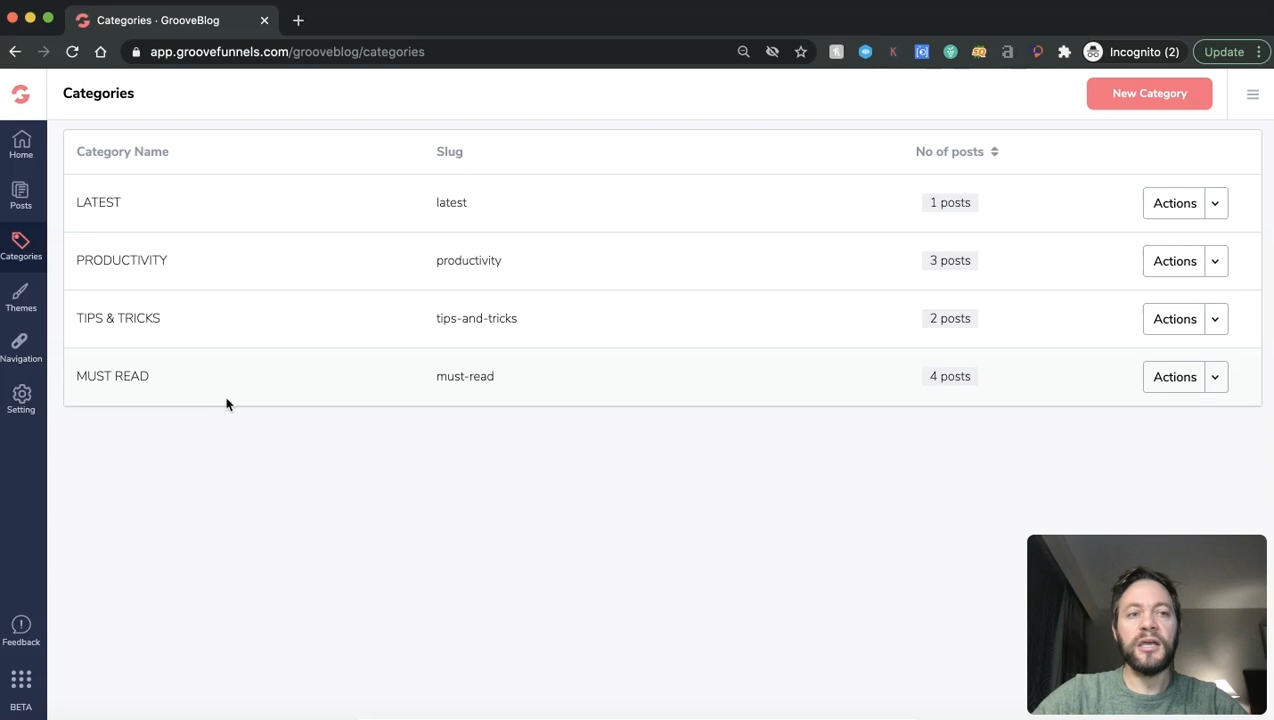 Categories · GrooveBlog
app.groovefunnels.com/grooveblog/categories
Incognito (2)
Update
Categories
New Category
Home
Posts
Categories
Themes
Navigation
Setting
Feedback
BETA
Category Name Slug No of posts
LATEST latest 1 posts Actions
PRODUCTIVITY productivity 3 posts Actions
TIPS & TRICKS tips-and-tricks 2 posts Actions
MUST READ must-read 4 posts Actions